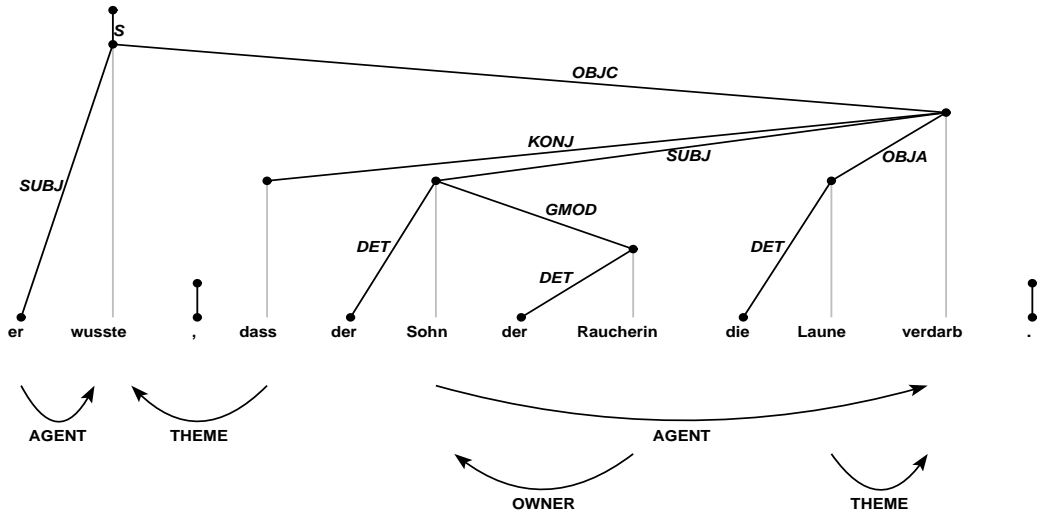 S
OBJC
KONJ
SUBJ
OBJA
SUBJ
GMOD
DET
DET
DET
er wusste , dass der Sohn der Raucherin die Laune verdarb .
AGENT THEME AGENT
OWNER THEME